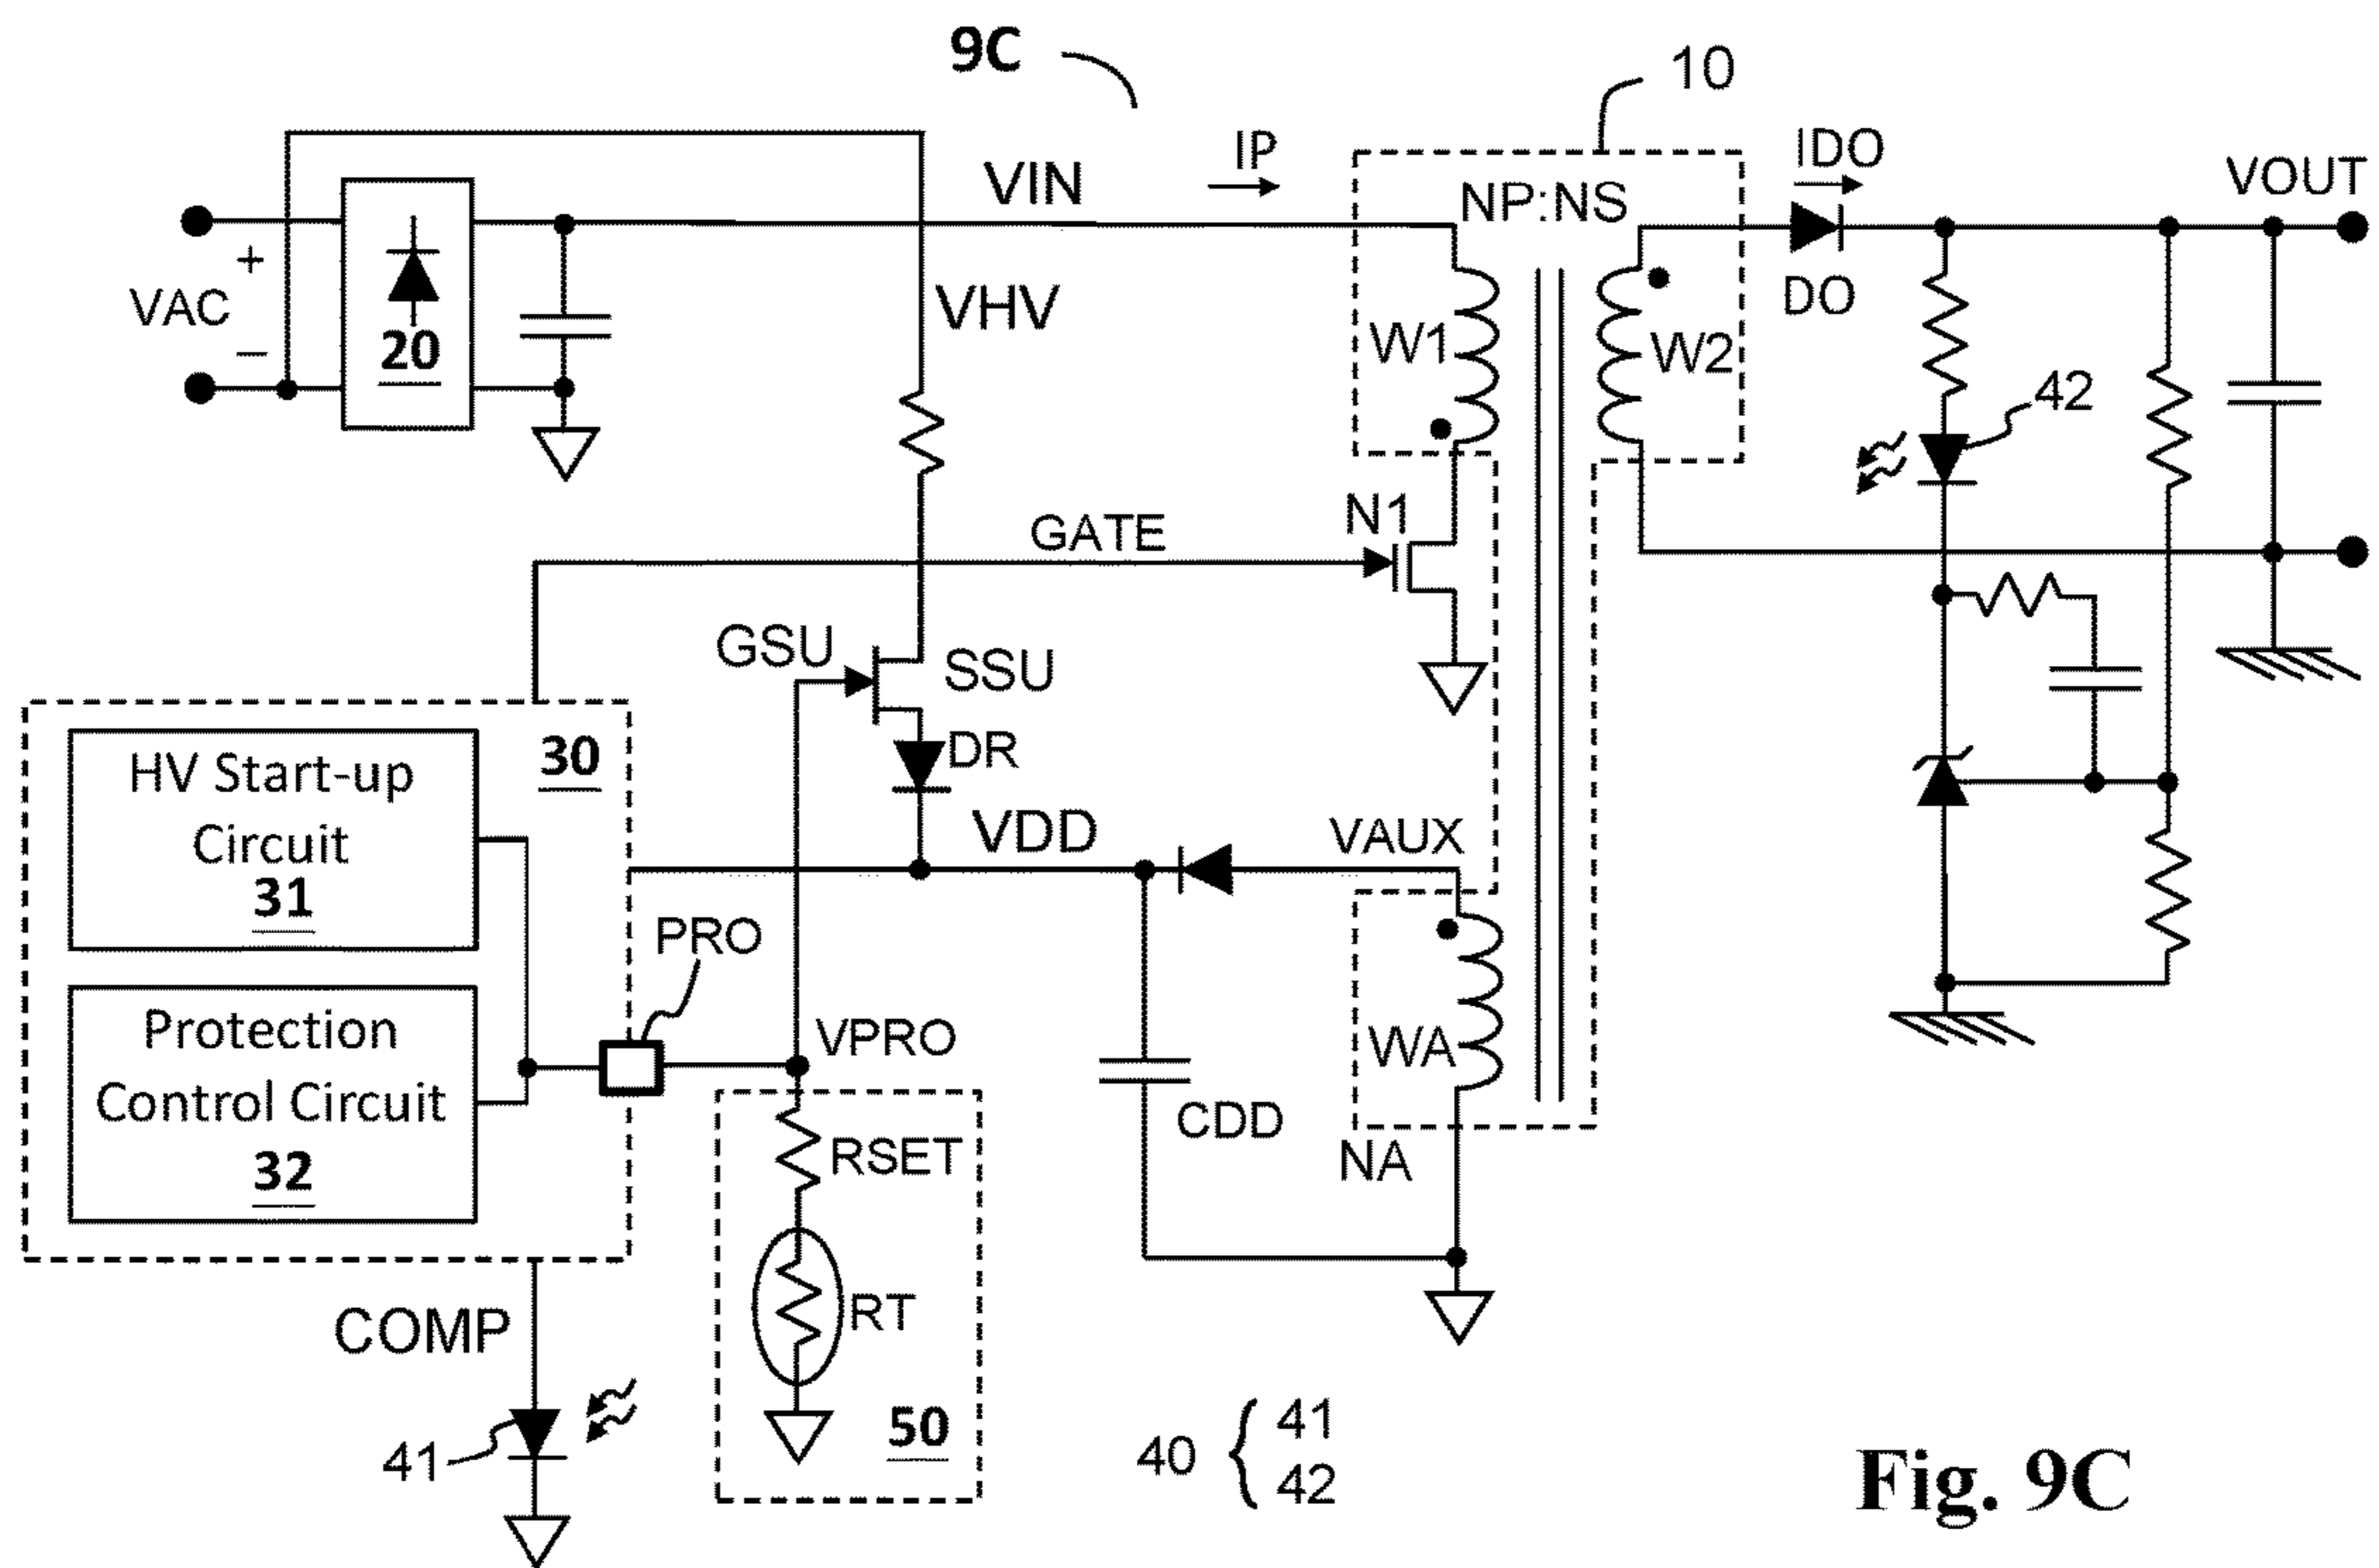 9C
10
IP
IDO
VOUT
VIN
NP:NS
+
VAC
–
20
VHV
W1
W2
DO
42
N1
GATE
GSU
SSU
30
HV Start-up
Circuit
31
DR
VDD
VAUX
PRO
Protection
Control Circuit
32
VPRO
WA
CDD
RSET
NA
RT
COMP
41
50
40 { 41
42
Fig. 9C